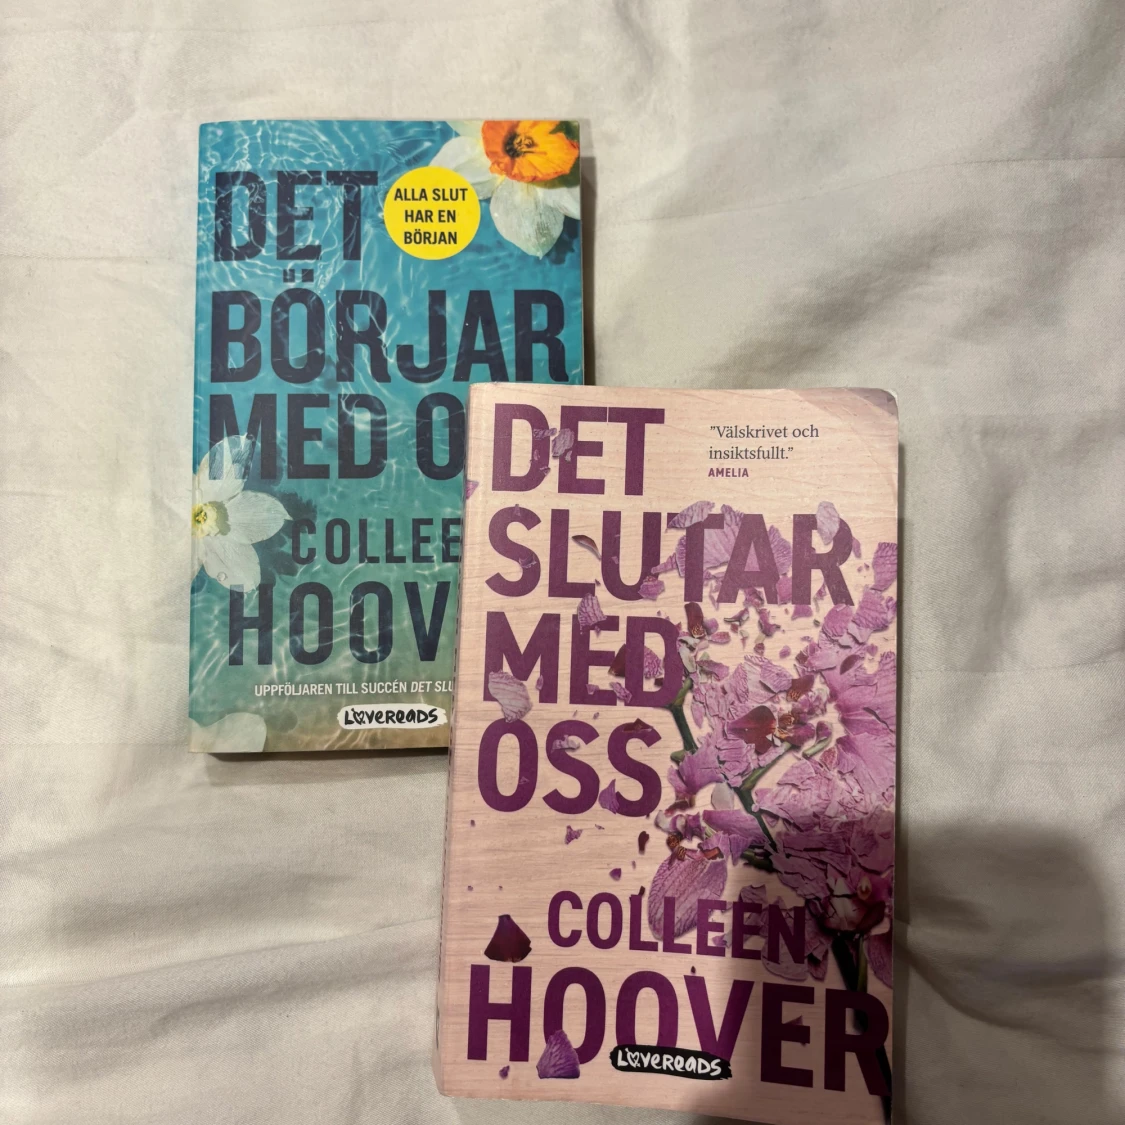 DET
ALLA SLUT
HAR EN
BÖRJAN
BÖRJAR
MED O
COLLEE
HOOV
UPPFÖLJAREN TILL SUCCÉN DET SLU
LOVEREADS
DET
"Välskrivet och
insiktsfullt."
AMELIA
SLUTAR
MED
OSS
COLLEEN
HOOVER
LOVEREADS